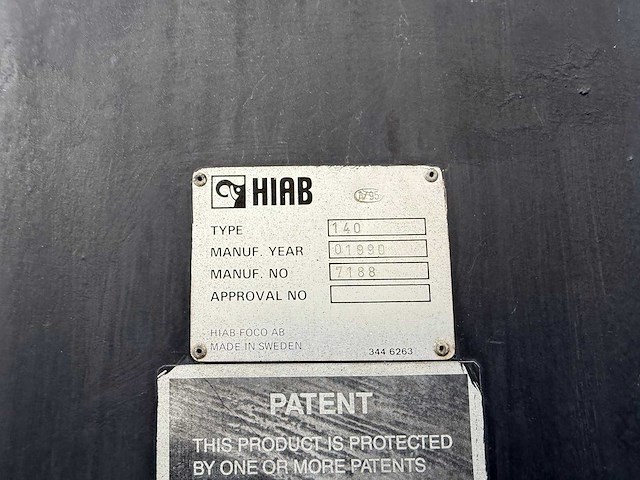 HIAB
TYPE 140
MANUF. YEAR 01990
MANUF. NO 7188
APPROVAL NO
HIAB FOCO AB
MADE IN SWEDEN 344 6263
PATENT
THIS PRODUCT IS PROTECTED
BY ONE OR MORE PATENTS